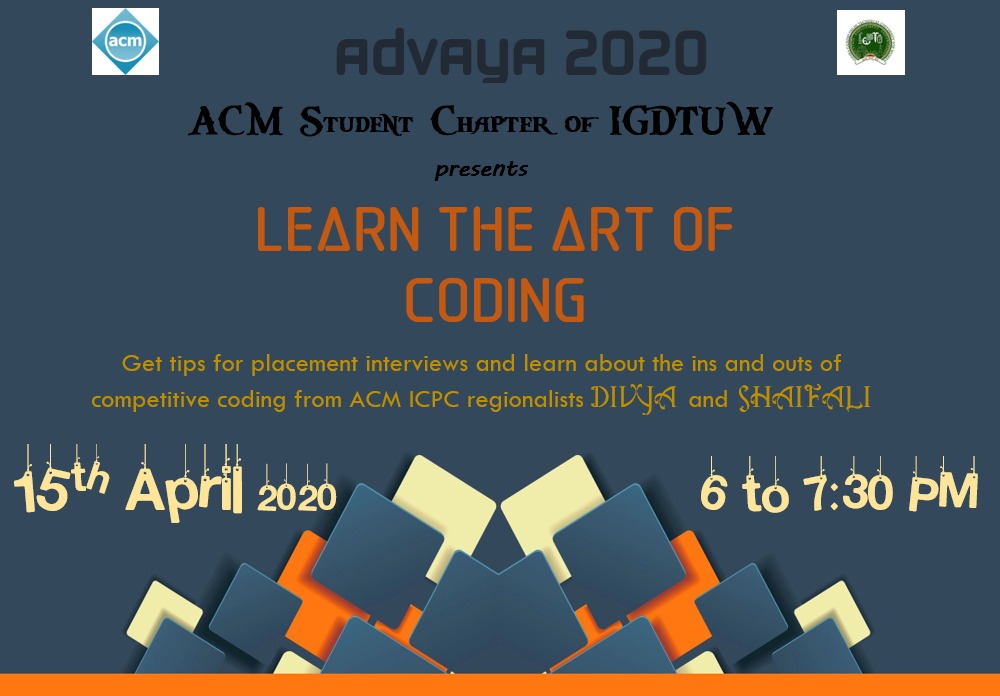 acm
Advaya 2020
ACM Student Chapter of IGDTUW
presents
LEARN THE ART OF
CODING
Get tips for placement interviews and learn about the ins and outs of
competitive coding from ACM ICPC regionalists DIVYA and SHAIFALI
15th April 2020
6 to 7:30 PM